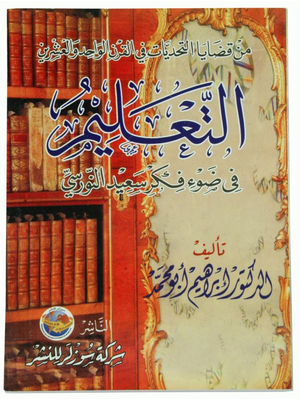 من قضايا التحديات في القرن الواحد والعشرين
التعليم
في ضوء فكر سعيد النورسي
تأليف
الدكتور إبراهيم أبو محمد
الناشر
شركة سوزلر للنشر